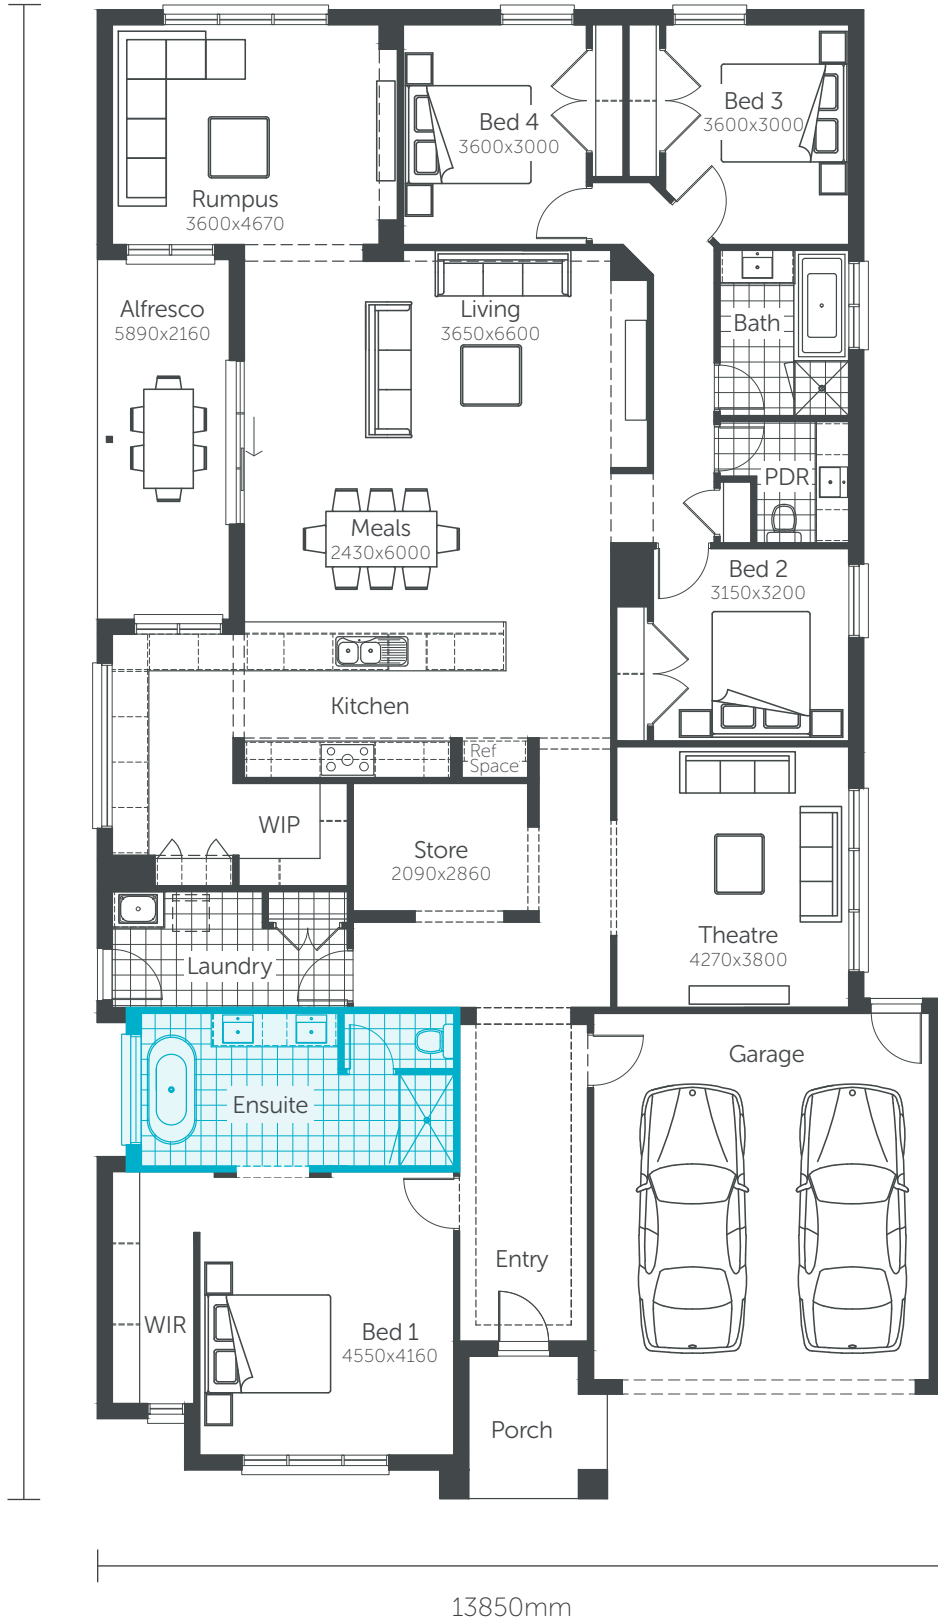 Bed 3
3600x3000
Bed 4
3600x3000
Rumpus
3600x4670
Alfresco
5890x2160
Living
3650x6600
Bath
PDR
Meals
2430x6000
Bed 2
3150x3200
Kitchen
Ref
Space
WIP
Store
2090x2860
Theatre
4270x3800
Laundry
Garage
Ensuite
Entry
WIR
Bed 1
4550x4160
Porch
13850mm